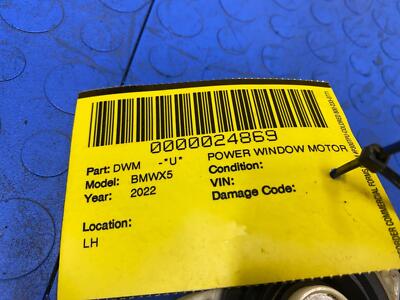 0000024869
Part: DWM -*U* POWER WINDOW MOTOR
Model: BMWX5 Condition:
Year: 2022 VIN:
Damage Code:
Location:
LH